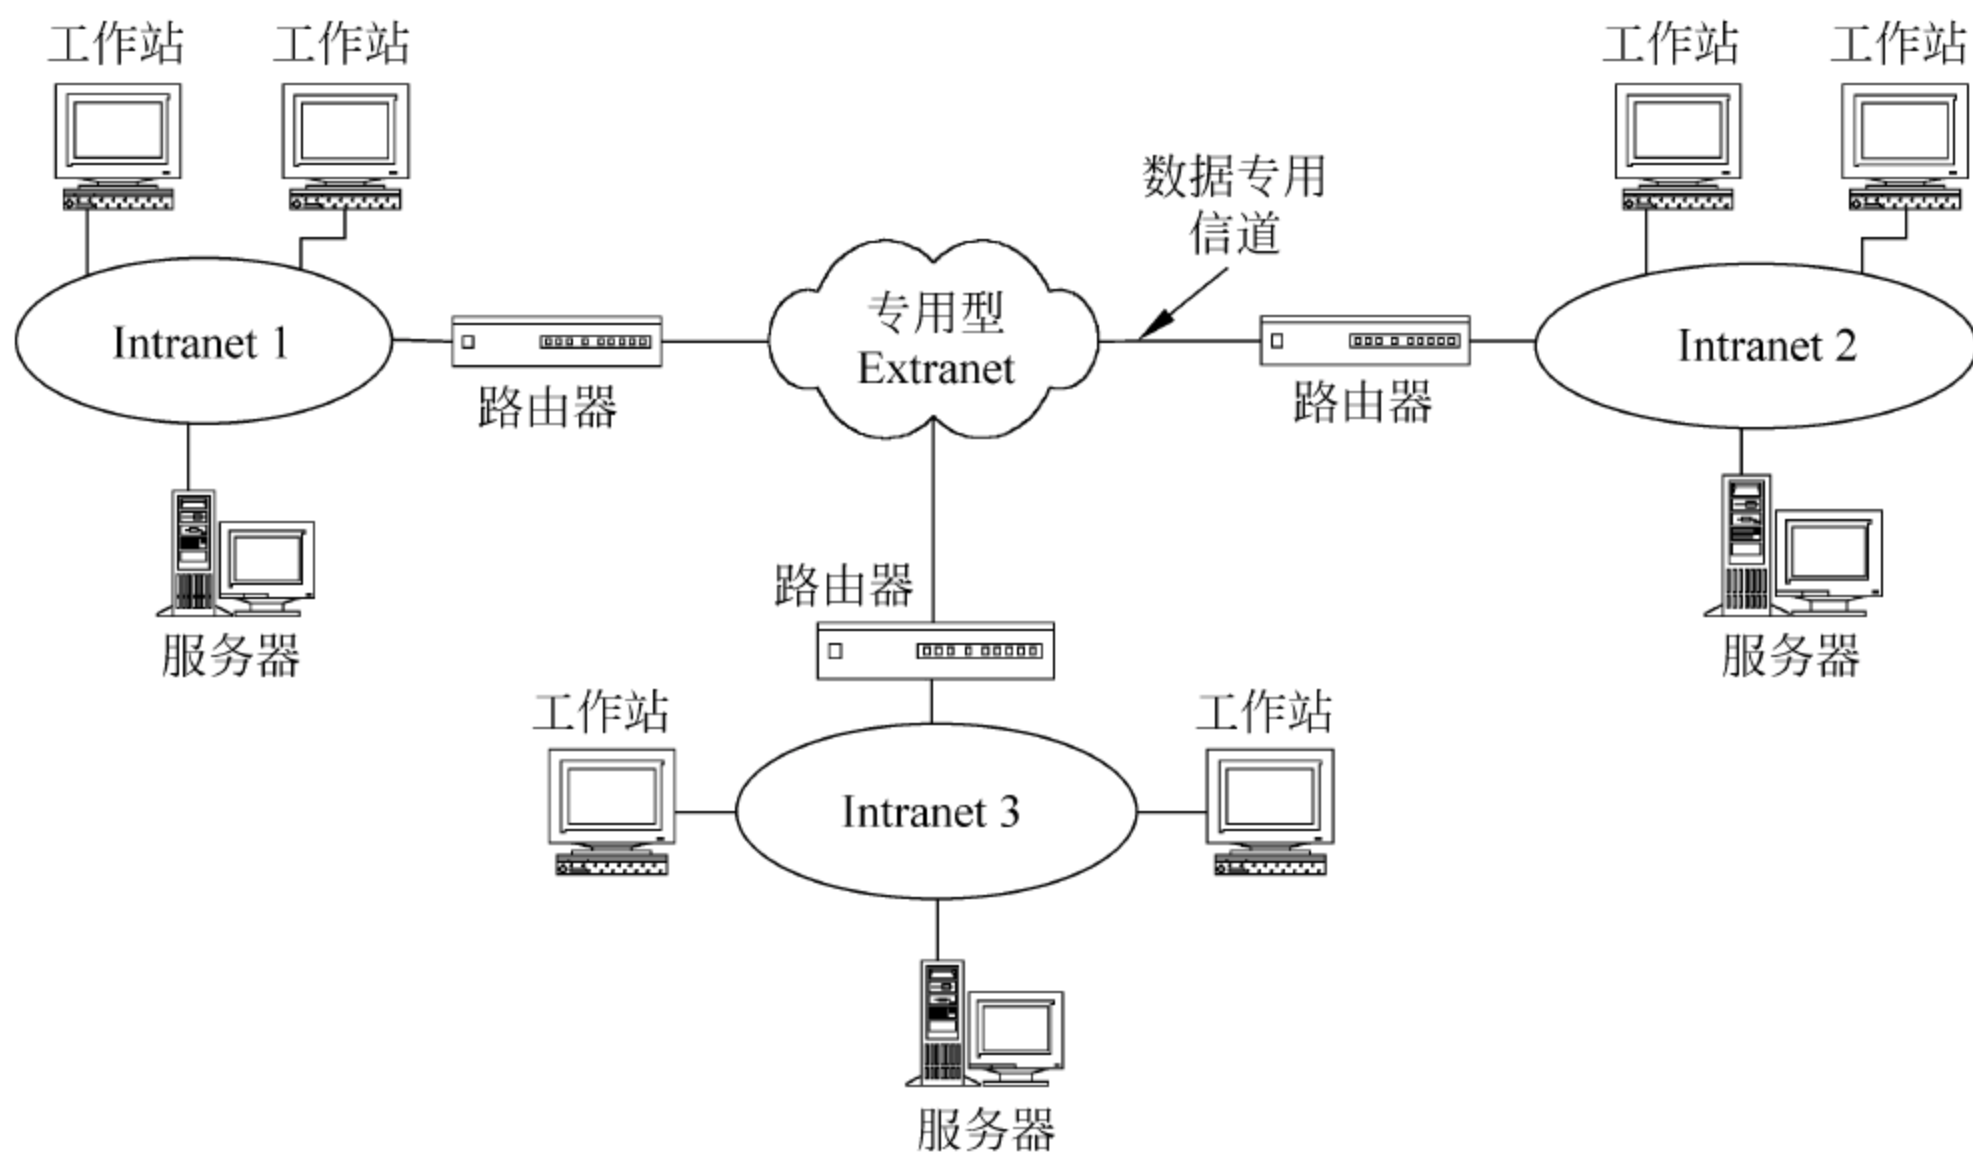 工作站
工作站
工作站
工作站
数据专用
信道
专用型
Extranet
Intranet 1
Intranet 2
路由器
路由器
路由器
服务器
服务器
工作站
工作站
Intranet 3
服务器